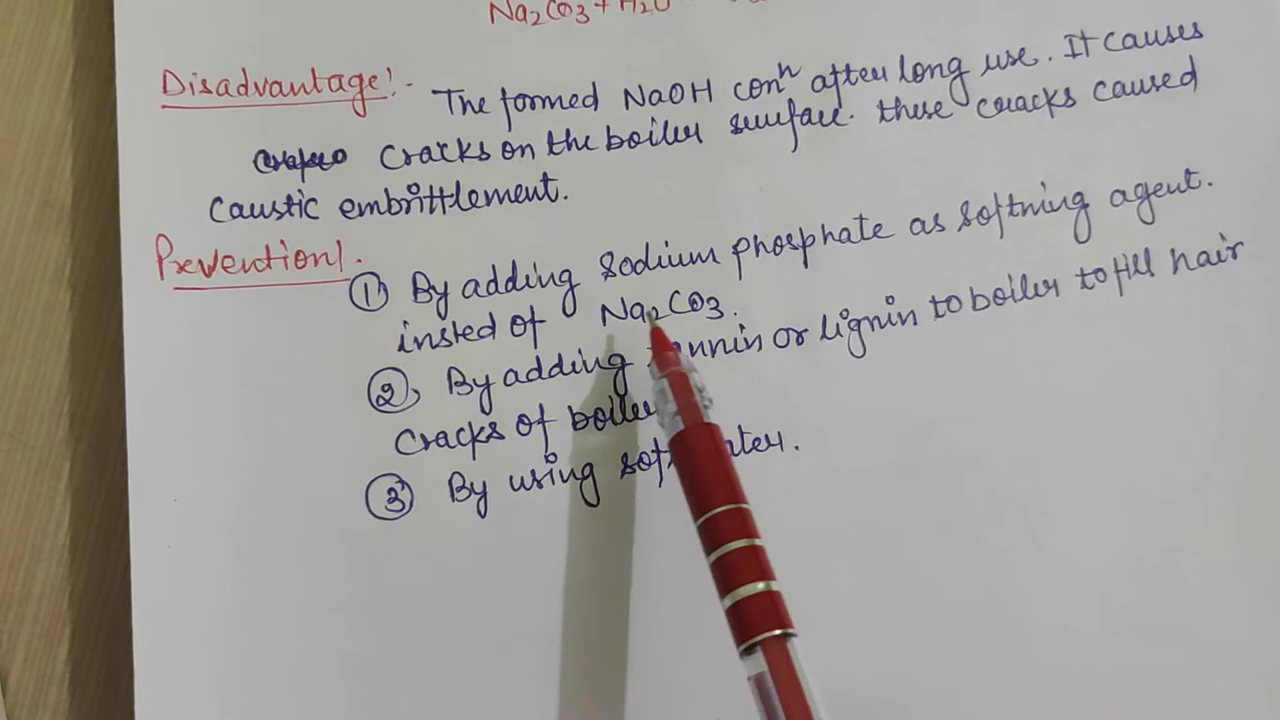 Na2CO3 + H2O
Disadvantage:- The formed NaOH conⁿ after long use. It causes
cracks on the boiler surface. these cracks caused
caustic embrittlement.
Prevention:-
① By adding Sodium phosphate as softning agent.
insted of Na2CO3.
② By adding tannin or lignin to boiler to fill hair
cracks of boiler
③ By using soft water.